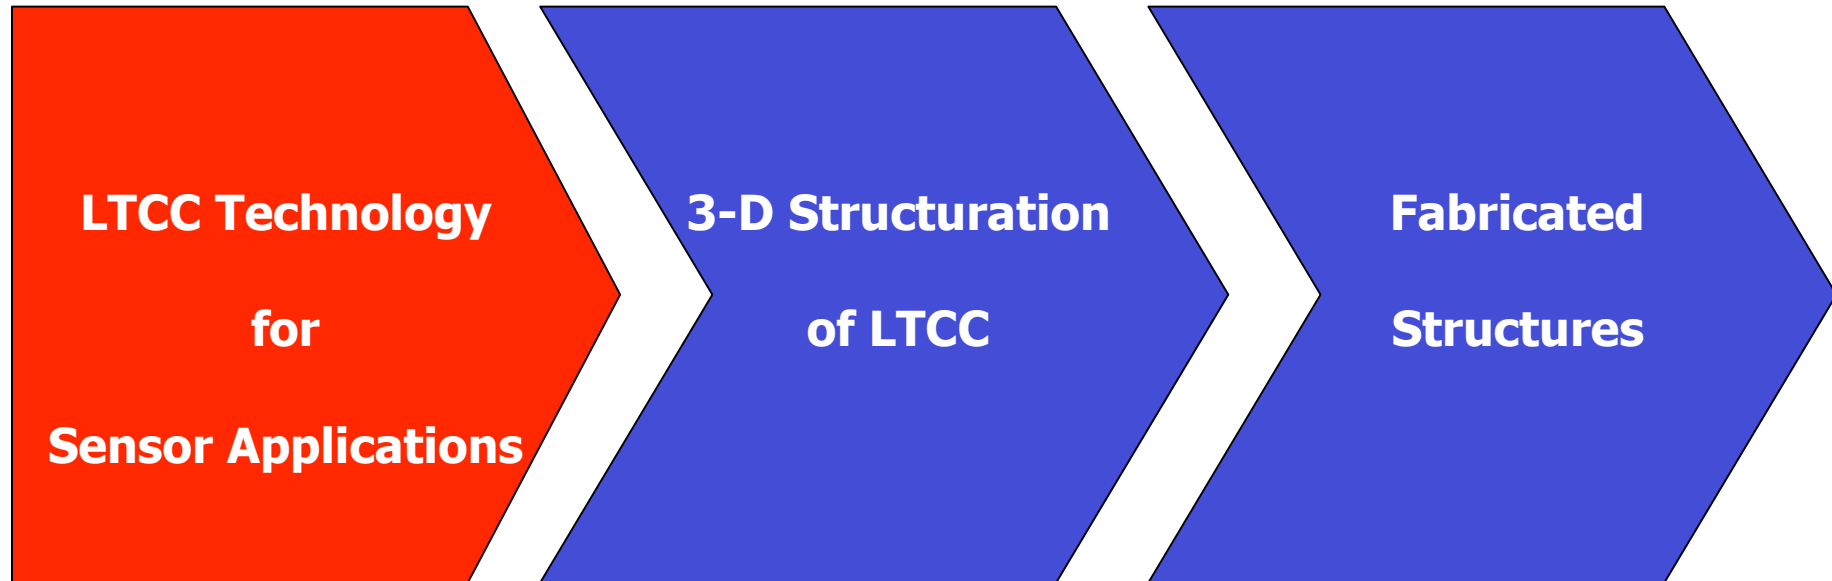 LTCC Technology
for
Sensor Applications
3-D Structuration
of LTCC
Fabricated
Structures